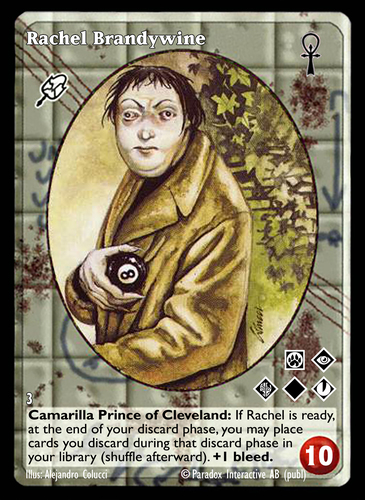 Rachel Brandywine
8
3
Camarilla Prince of Cleveland: If Rachel is ready,
at the end of your discard phase, you may place
cards you discard during that discard phase in
your library (shuffle afterward). +1 bleed.
10
Illus: Alejandro Colucci © Paradox Interactive AB (publ)